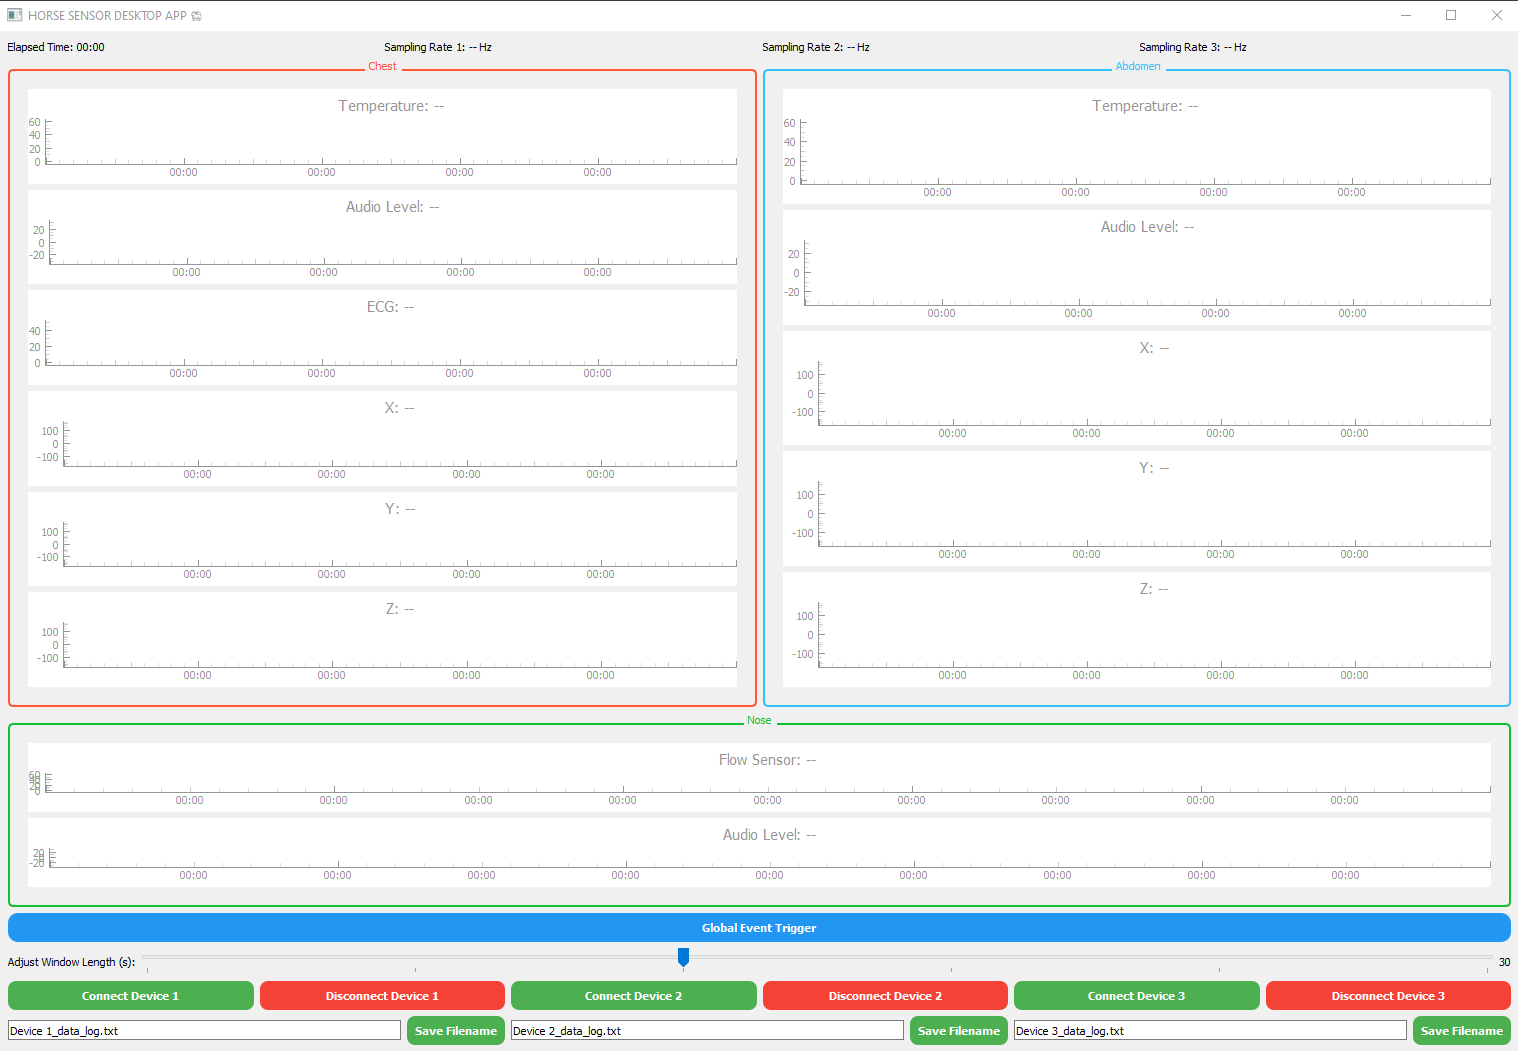 HORSE SENSOR DESKTOP APP
Elapsed Time: 00:00
Sampling Rate 1: -- Hz
Sampling Rate 2: -- Hz
Sampling Rate 3: -- Hz
Chest
Temperature: --
60
40
20
0
00:00 00:00 00:00 00:00
Audio Level: --
20
0
-20
00:00 00:00 00:00 00:00
ECG: --
40
20
0
00:00 00:00 00:00 00:00
X: --
100
0
-100
00:00 00:00 00:00 00:00
Y: --
100
0
-100
00:00 00:00 00:00 00:00
Z: --
100
0
-100
00:00 00:00 00:00 00:00
Abdomen
Temperature: --
60
40
20
0
00:00 00:00 00:00 00:00
Audio Level: --
20
0
-20
00:00 00:00 00:00 00:00
X: --
100
0
-100
00:00 00:00 00:00 00:00
Y: --
100
0
-100
00:00 00:00 00:00 00:00
Z: --
100
0
-100
00:00 00:00 00:00 00:00
Nose
Flow Sensor: --
60
40
20
0
00:00 00:00 00:00 00:00 00:00 00:00 00:00 00:00 00:00
Audio Level: --
20
0
-20
00:00 00:00 00:00 00:00 00:00 00:00 00:00 00:00 00:00
Global Event Trigger
Adjust Window Length (s): 30
Connect Device 1
Disconnect Device 1
Connect Device 2
Disconnect Device 2
Connect Device 3
Disconnect Device 3
Device 1_data_log.txt
Save Filename
Device 2_data_log.txt
Save Filename
Device 3_data_log.txt
Save Filename